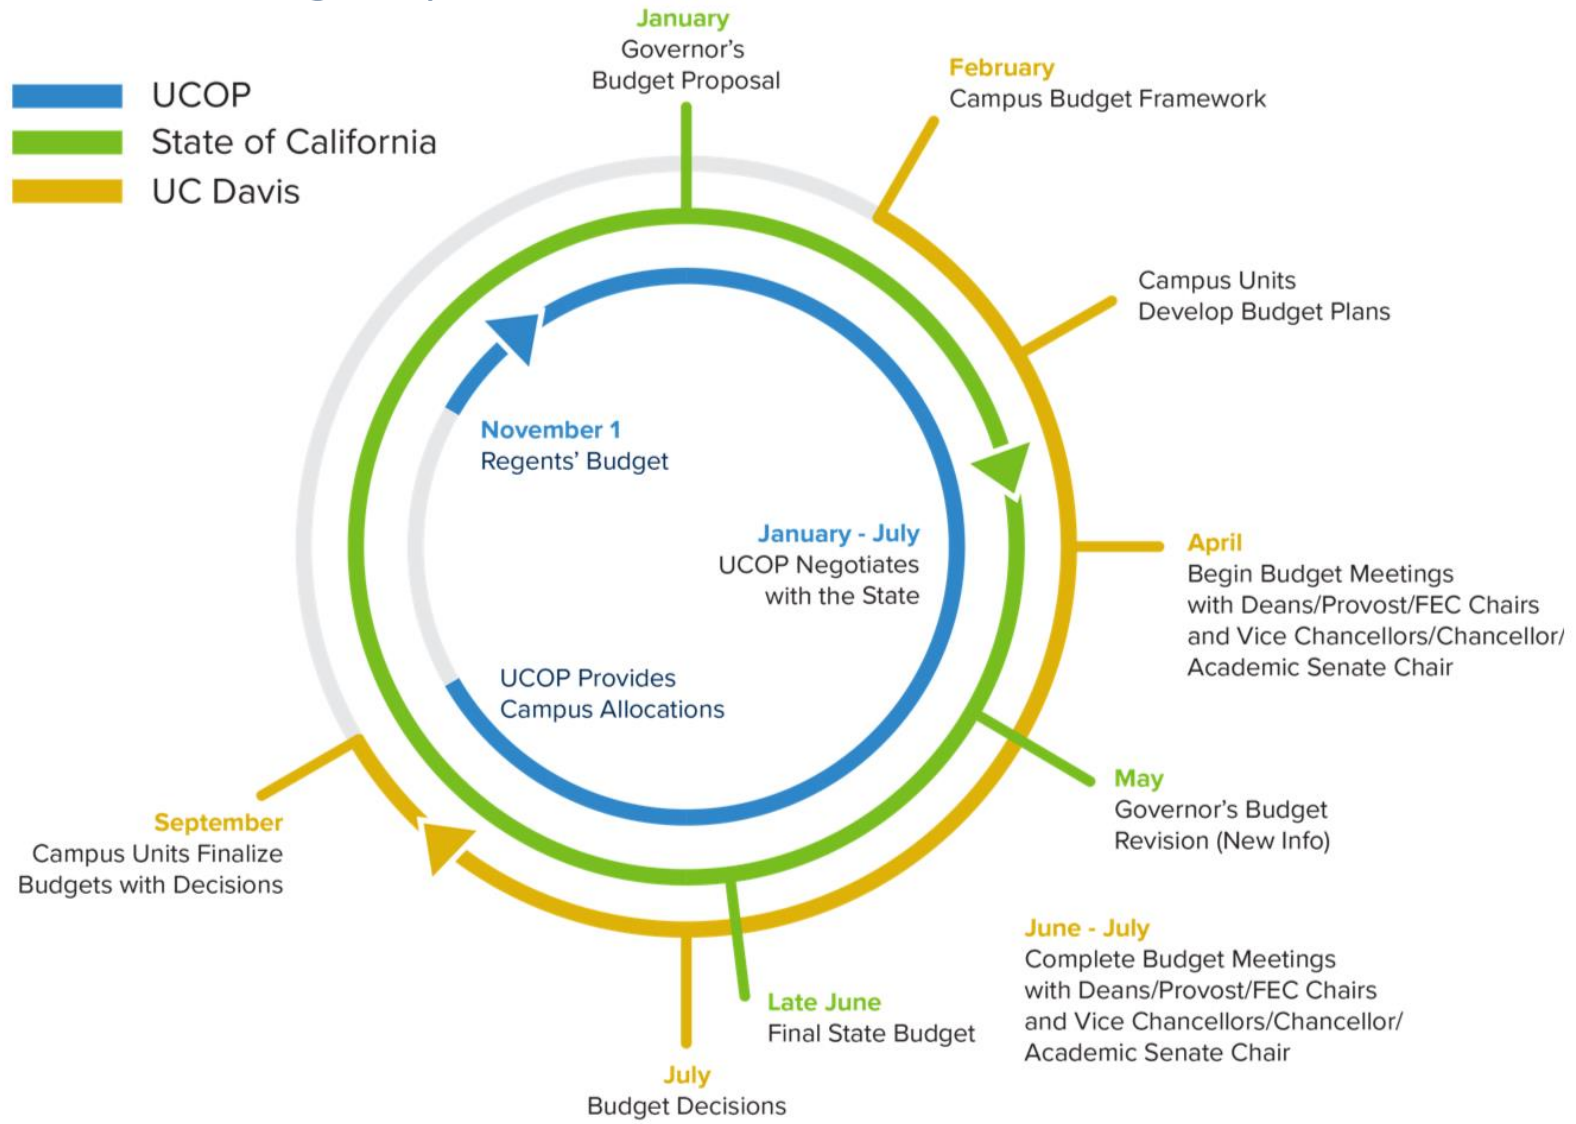 UCOP
State of California
UC Davis
January
Governor’s
Budget Proposal
February
Campus Budget Framework
Campus Units
Develop Budget Plans
April
Begin Budget Meetings
with Deans/Provost/FEC Chairs
and Vice Chancellors/Chancellor/
Academic Senate Chair
May
Governor’s Budget
Revision (New Info)
June - July
Complete Budget Meetings
with Deans/Provost/FEC Chairs
and Vice Chancellors/Chancellor/
Academic Senate Chair
Late June
Final State Budget
July
Budget Decisions
September
Campus Units Finalize
Budgets with Decisions
November 1
Regents’ Budget
January - July
UCOP Negotiates
with the State
UCOP Provides
Campus Allocations